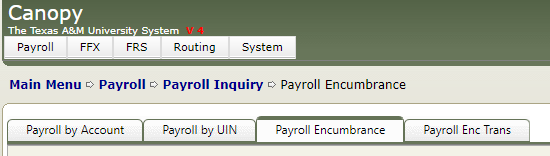 Canopy
The Texas A&M University System V 4
Payroll FFX FRS Routing System
Main Menu ⇨ Payroll ⇨ Payroll Inquiry ⇨ Payroll Encumbrance
Payroll by Account Payroll by UIN Payroll Encumbrance Payroll Enc Trans